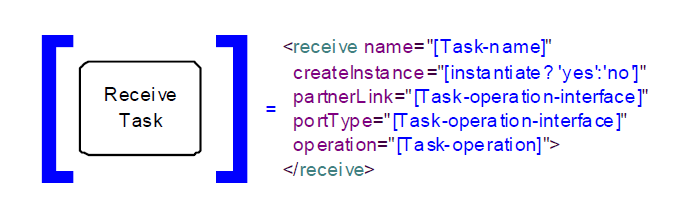 Receive
Task
=
<receive name="[Task-name]"
createInstance="[instantiate? 'yes':'no']"
partnerLink="[Task-operation-interface]"
portType="[Task-operation-interface]"
operation="[Task-operation]">
</receive>